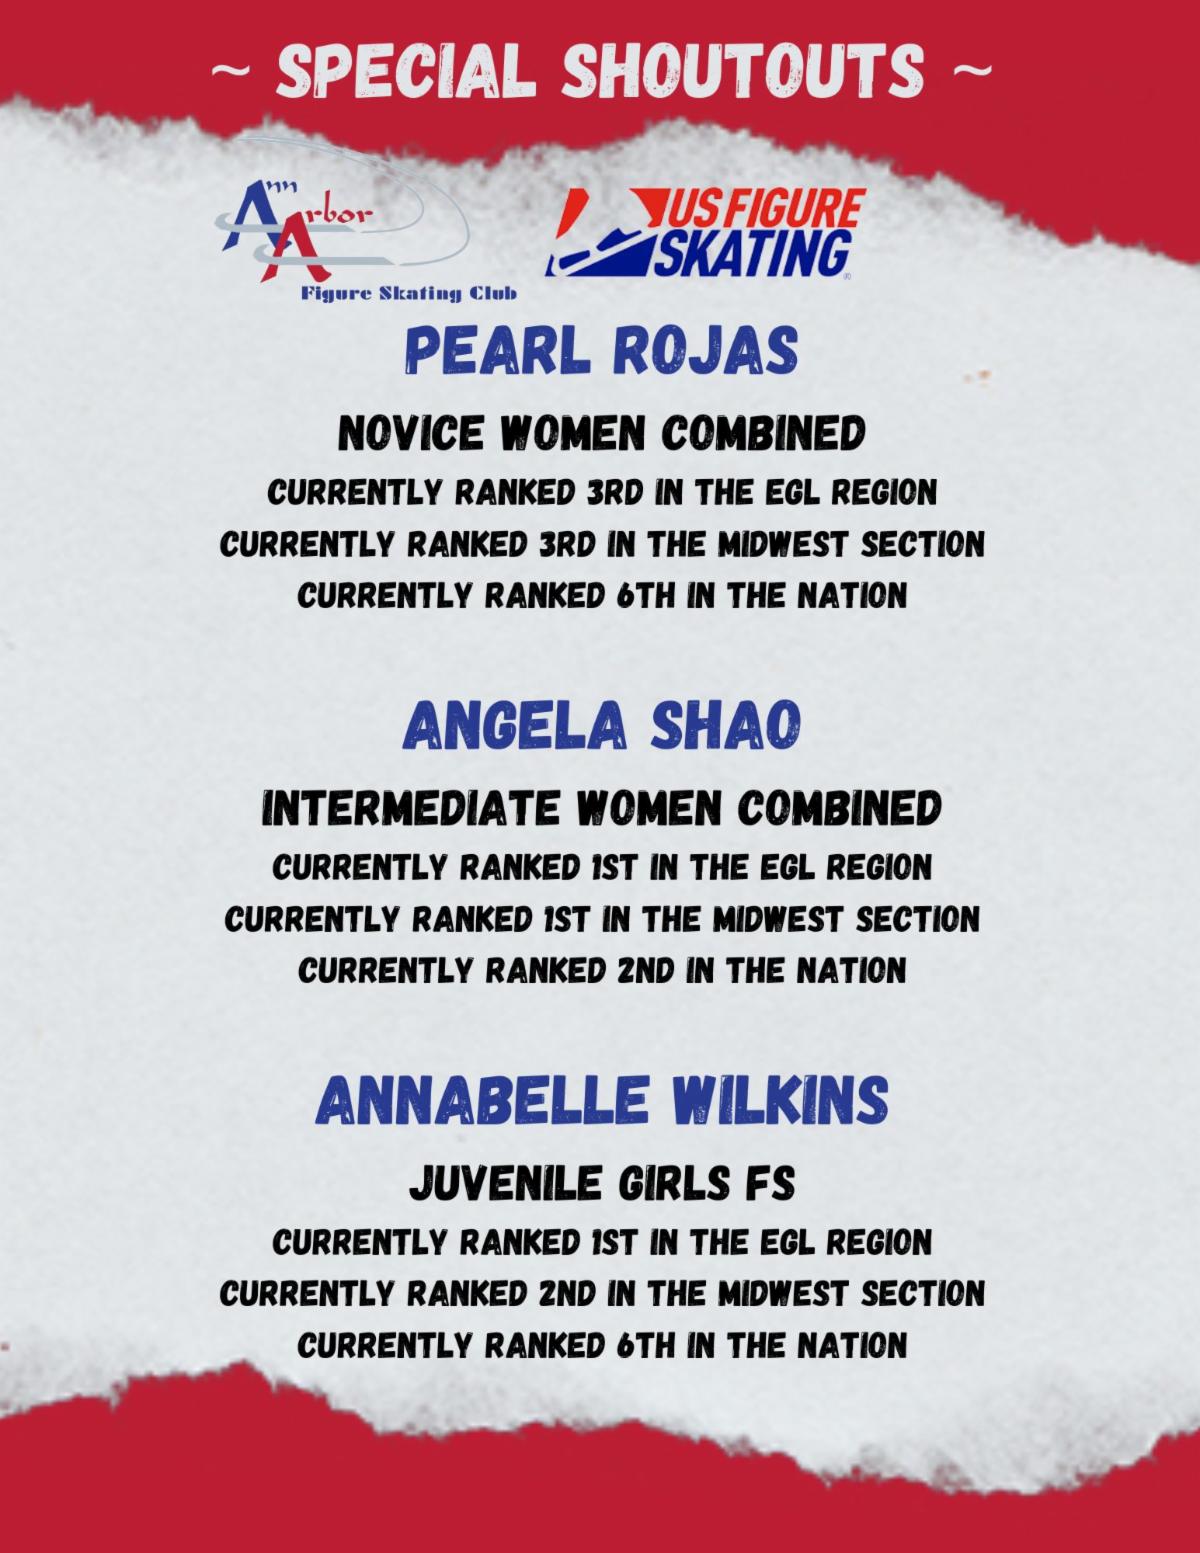 ~ SPECIAL SHOUTOUTS ~
Ann Arbor
Figure Skating Club
US FIGURE
SKATING®
PEARL ROJAS
NOVICE WOMEN COMBINED
CURRENTLY RANKED 3RD IN THE EGL REGION
CURRENTLY RANKED 3RD IN THE MIDWEST SECTION
CURRENTLY RANKED 6TH IN THE NATION
ANGELA SHAO
INTERMEDIATE WOMEN COMBINED
CURRENTLY RANKED 1ST IN THE EGL REGION
CURRENTLY RANKED 1ST IN THE MIDWEST SECTION
CURRENTLY RANKED 2ND IN THE NATION
ANNABELLE WILKINS
JUVENILE GIRLS FS
CURRENTLY RANKED 1ST IN THE EGL REGION
CURRENTLY RANKED 2ND IN THE MIDWEST SECTION
CURRENTLY RANKED 6TH IN THE NATION